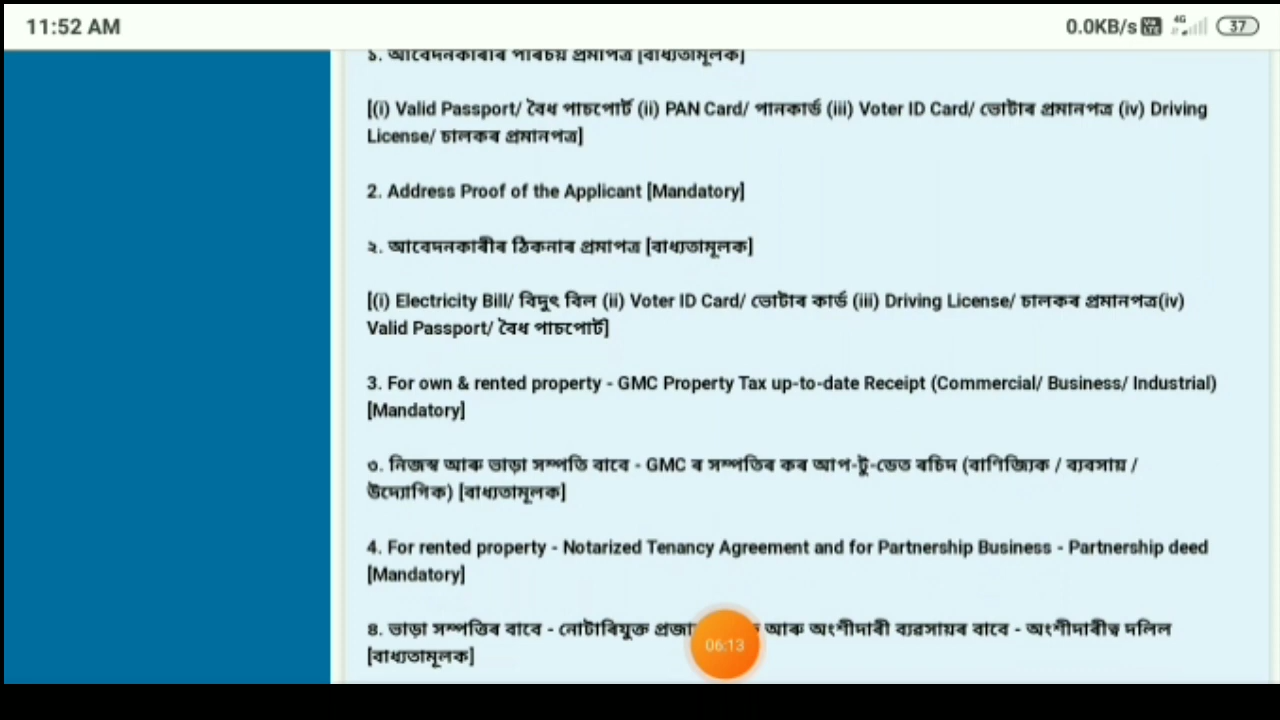 11:52 AM
0.0KB/s Vo LTE 4G 37
১. আবেদনকাৰীৰ পৰিচয় প্ৰমাপত্ৰ [বাধ্যতামূলক]
[(i) Valid Passport/ বৈধ পাচপোৰ্ট (ii) PAN Card/ পানকাৰ্ড (iii) Voter ID Card/ ভোটাৰ প্ৰমানপত্ৰ (iv) Driving
License/ চালকৰ প্ৰমানপত্ৰ]
2. Address Proof of the Applicant [Mandatory]
২. আবেদনকাৰীৰ ঠিকনাৰ প্ৰমাপত্ৰ [বাধ্যতামূলক]
[(i) Electricity Bill/ বিদুৎ বিল (ii) Voter ID Card/ ভোটাৰ কাৰ্ড (iii) Driving License/ চালকৰ প্ৰমানপত্ৰ(iv)
Valid Passport/ বৈধ পাচপোৰ্ট]
3. For own & rented property - GMC Property Tax up-to-date Receipt (Commercial/ Business/ Industrial)
[Mandatory]
৩. নিজস্ব আৰু ভাড়া সম্পতি বাবে - GMC ৰ সম্পতিৰ কৰ আপ-টু-ডেত ৰচিদ (বাণিজ্যিক / ব্যবসায় /
উদ্যোগিক) [বাধ্যতামূলক]
4. For rented property - Notarized Tenancy Agreement and for Partnership Business - Partnership deed
[Mandatory]
৪. ভাড়া সম্পত্তিৰ বাবে - নোটাৰিযুক্ত আৰু অংশীদাৰী ব্যৱসায়ৰ বাবে - অংশীদাৰীত্ব দলিল
[বাধ্যতামূলক]
06:13